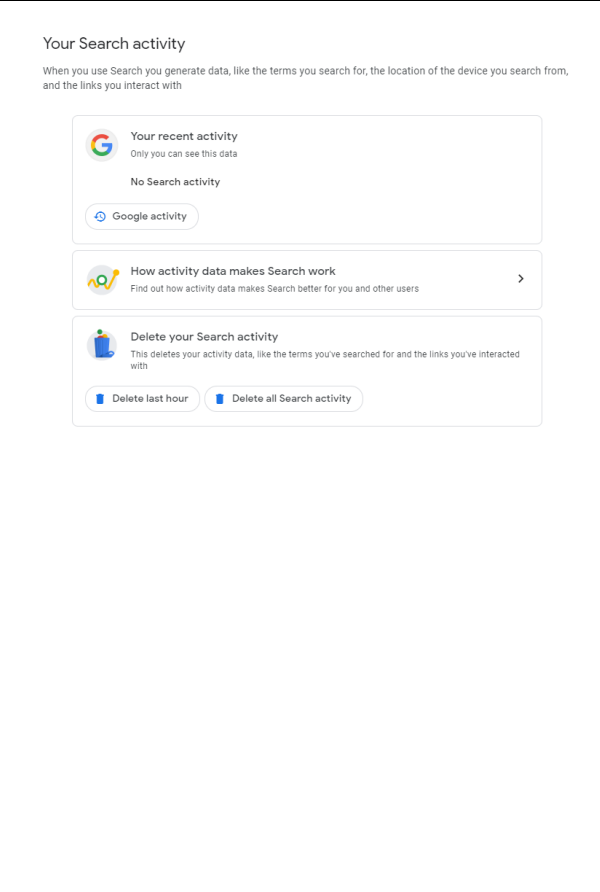 Your Search activity
When you use Search you generate data, like the terms you search for, the location of the device you search from,
and the links you interact with
Your recent activity
Only you can see this data
No Search activity
Google activity
How activity data makes Search work
Find out how activity data makes Search better for you and other users
Delete your Search activity
This deletes your activity data, like the terms you've searched for and the links you've interacted
with
Delete last hour
Delete all Search activity